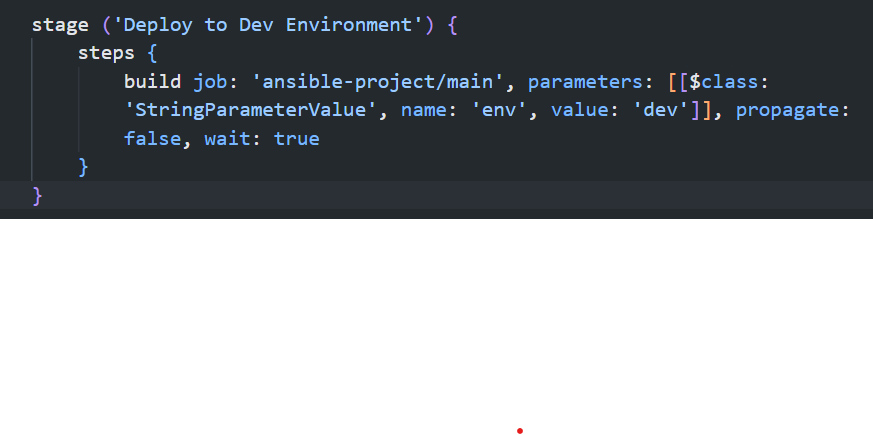 stage ('Deploy to Dev Environment') {
steps {
build job: 'ansible-project/main', parameters: [[$class:
'StringParameterValue', name: 'env', value: 'dev']], propagate:
false, wait: true
}
}